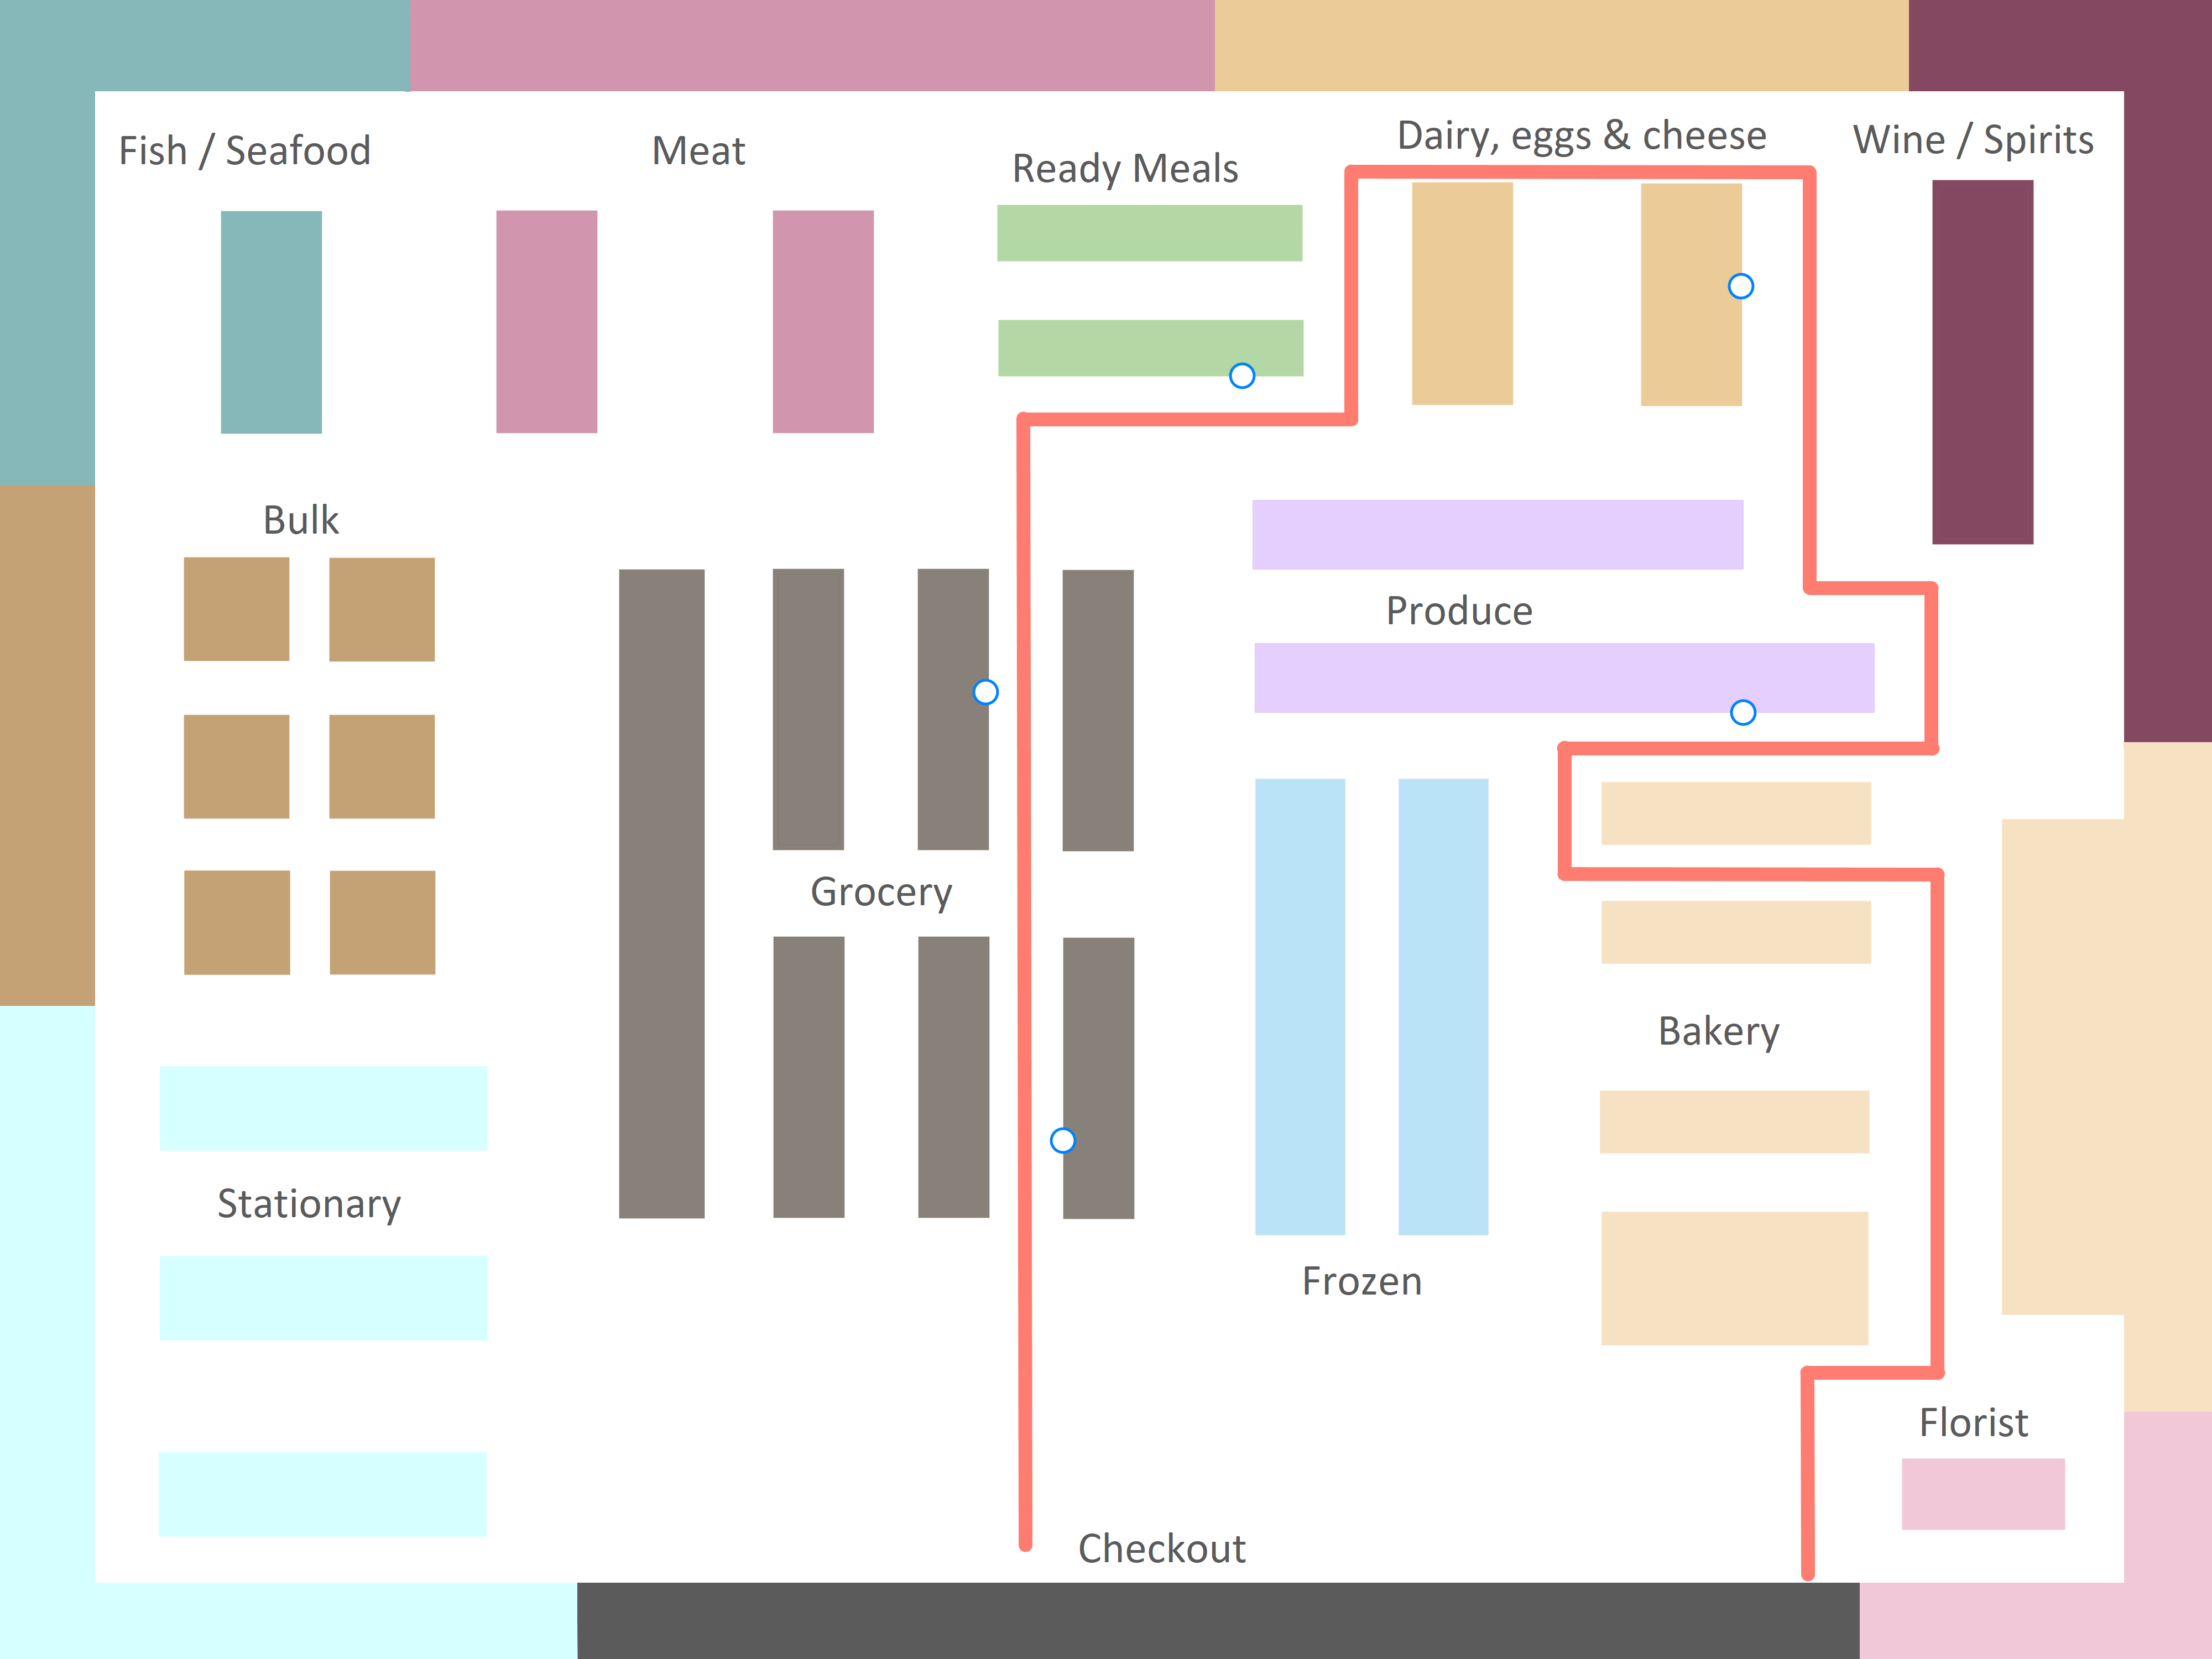 Fish / Seafood
Meat
Ready Meals
Dairy, eggs & cheese
Wine / Spirits
Bulk
Produce
Grocery
Bakery
Stationary
Frozen
Florist
Checkout